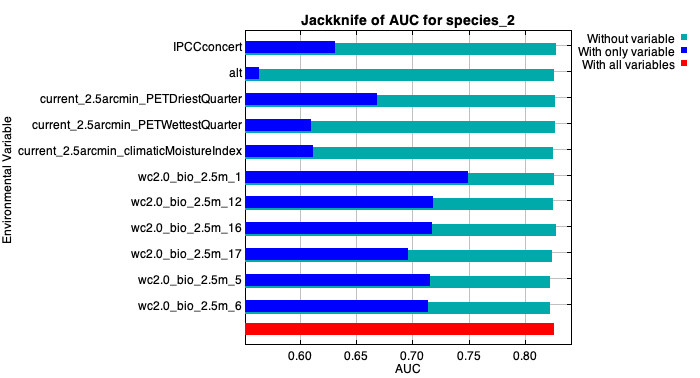 Jackknife of AUC for species_2
Without variable
With only variable
With all variables
Environmental Variable
IPCCconcert
alt
current_2.5arcmin_PETDriestQuarter
current_2.5arcmin_PETWettestQuarter
current_2.5arcmin_climaticMoistureIndex
wc2.0_bio_2.5m_1
wc2.0_bio_2.5m_12
wc2.0_bio_2.5m_16
wc2.0_bio_2.5m_17
wc2.0_bio_2.5m_5
wc2.0_bio_2.5m_6
0.60 0.65 0.70 0.75 0.80
AUC